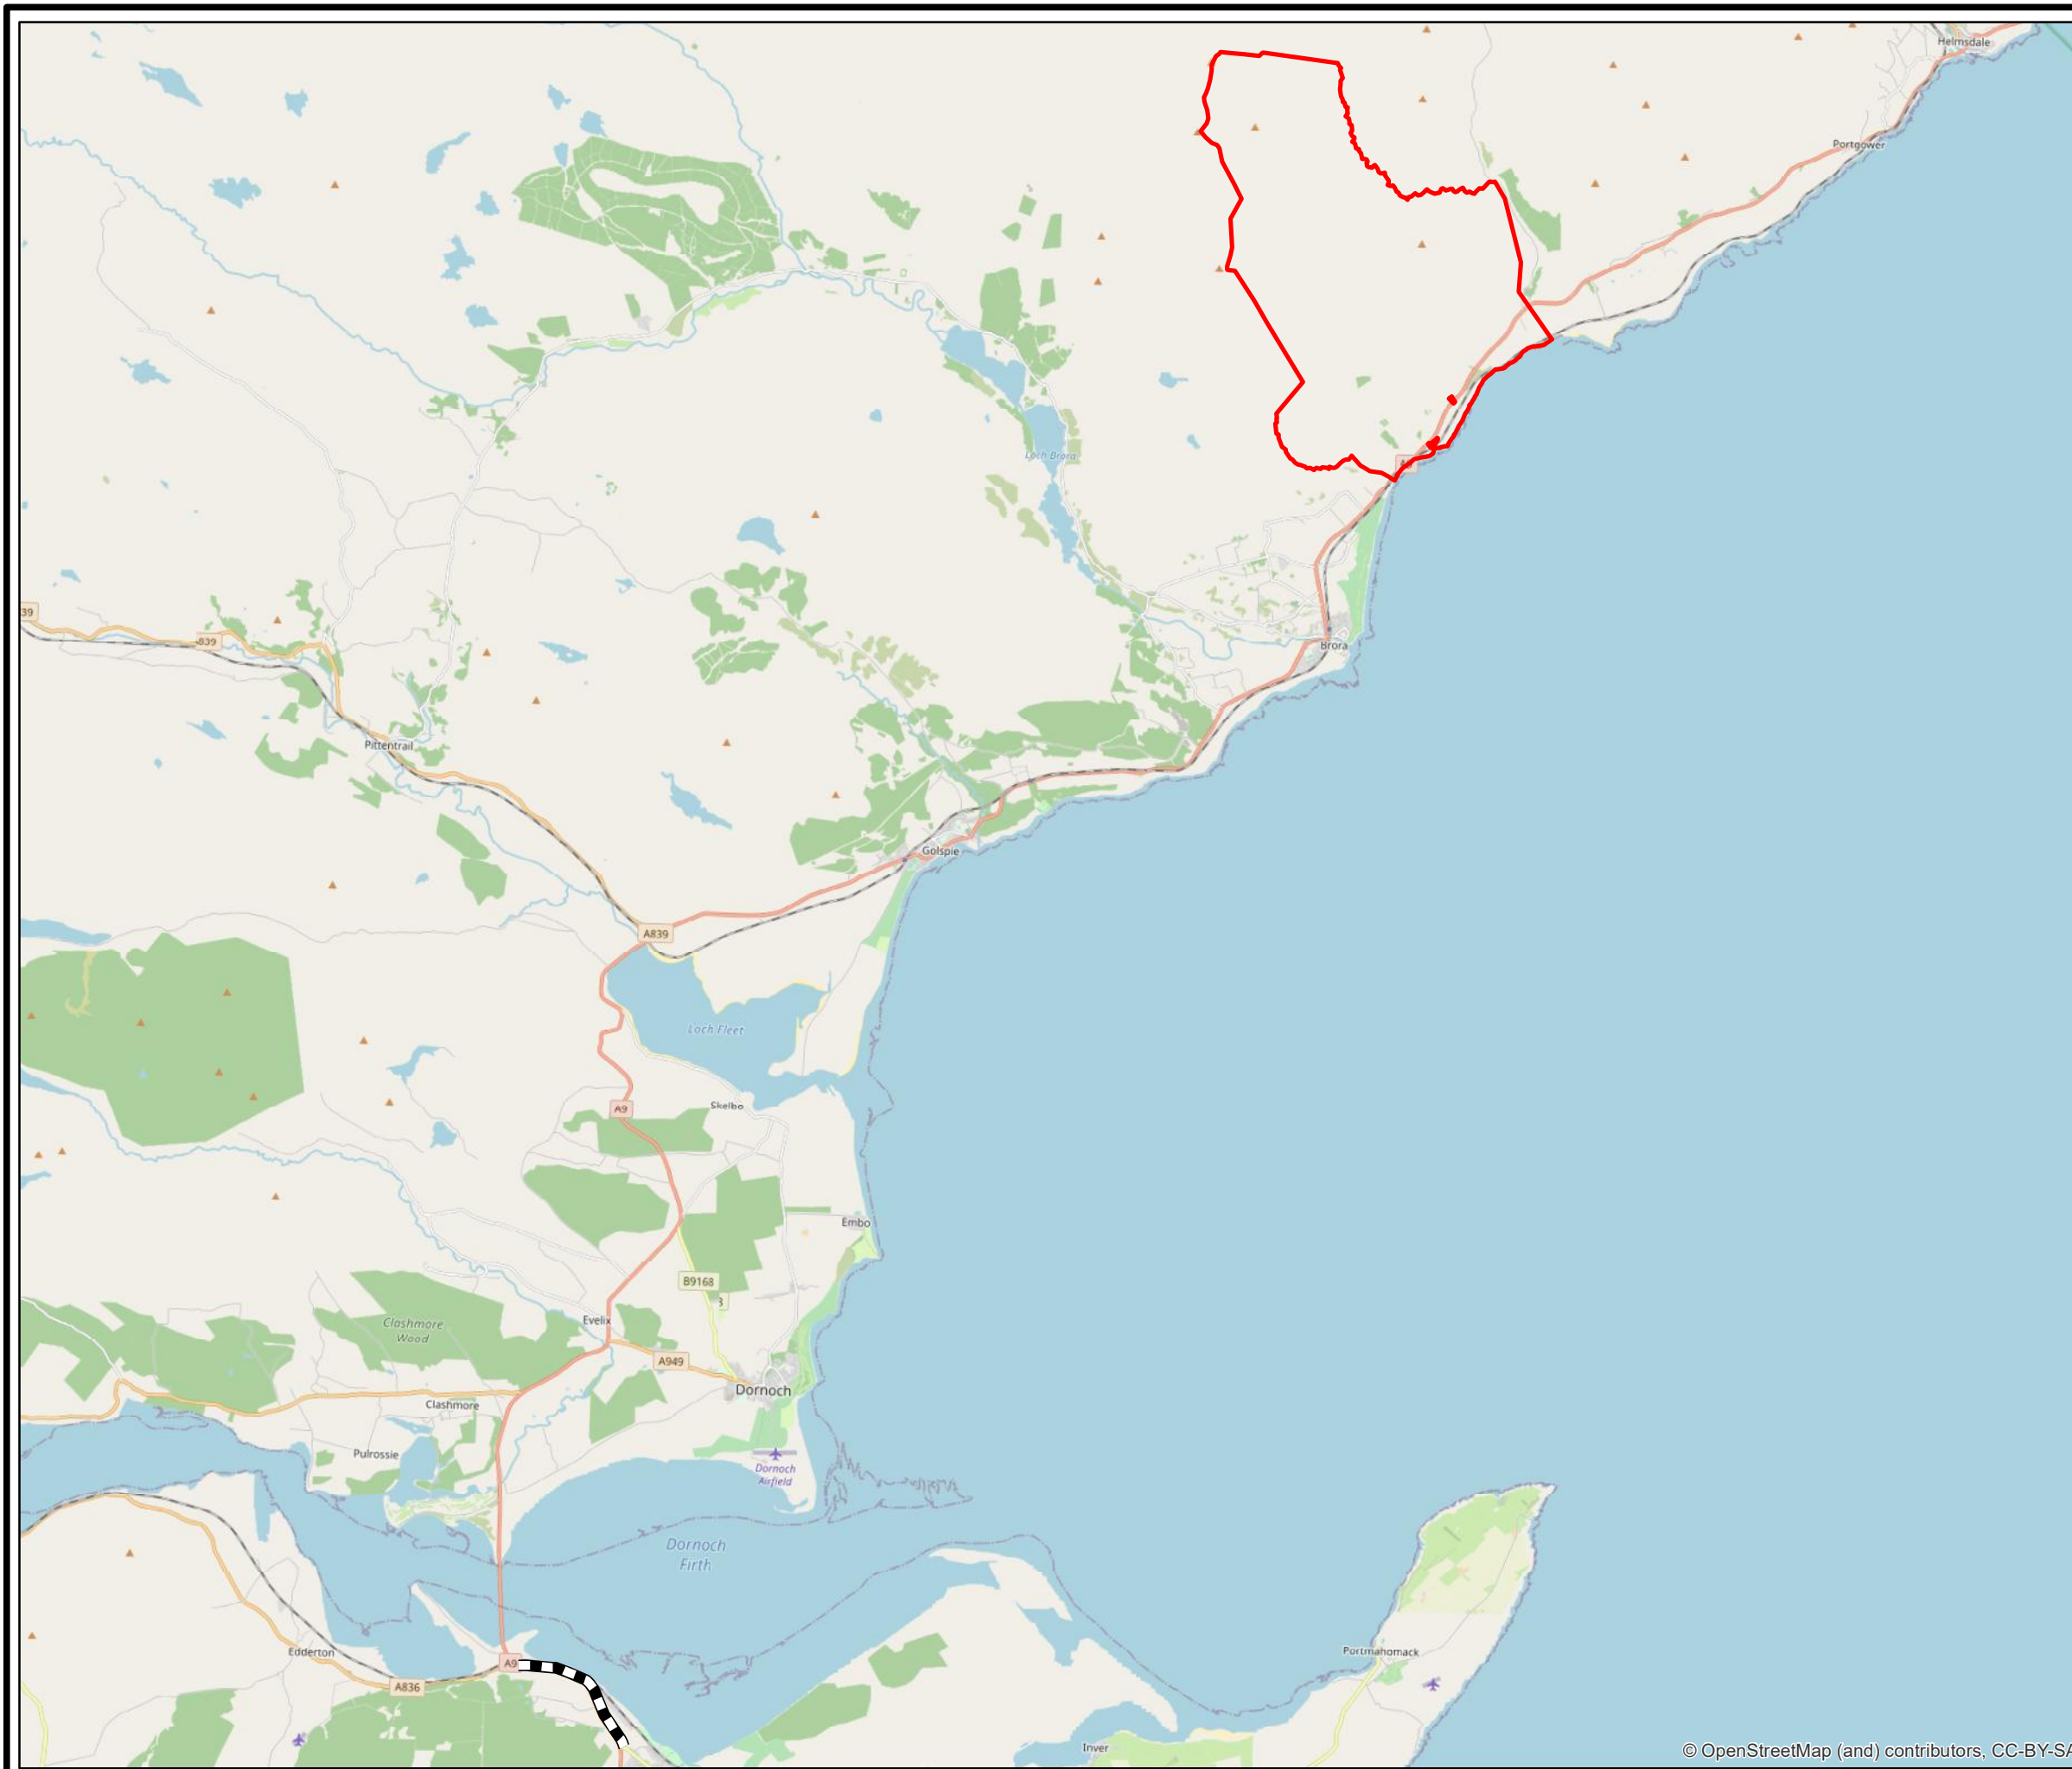 Helmsdale
Portgower
Loch Brora
39
839
Brora
Pittentrail
Golspie
A839
Loch Fleet
A9
Skelbo
Embo
B9168
Evelix
Clashmore
Wood
A949
Dornoch
Clashmore
Pulrossie
Dornoch
Airfield
Dornoch
Firth
Edderton
A9
A836
Portmahomack
Inver
© OpenStreetMap (and) contributors, CC-BY-SA